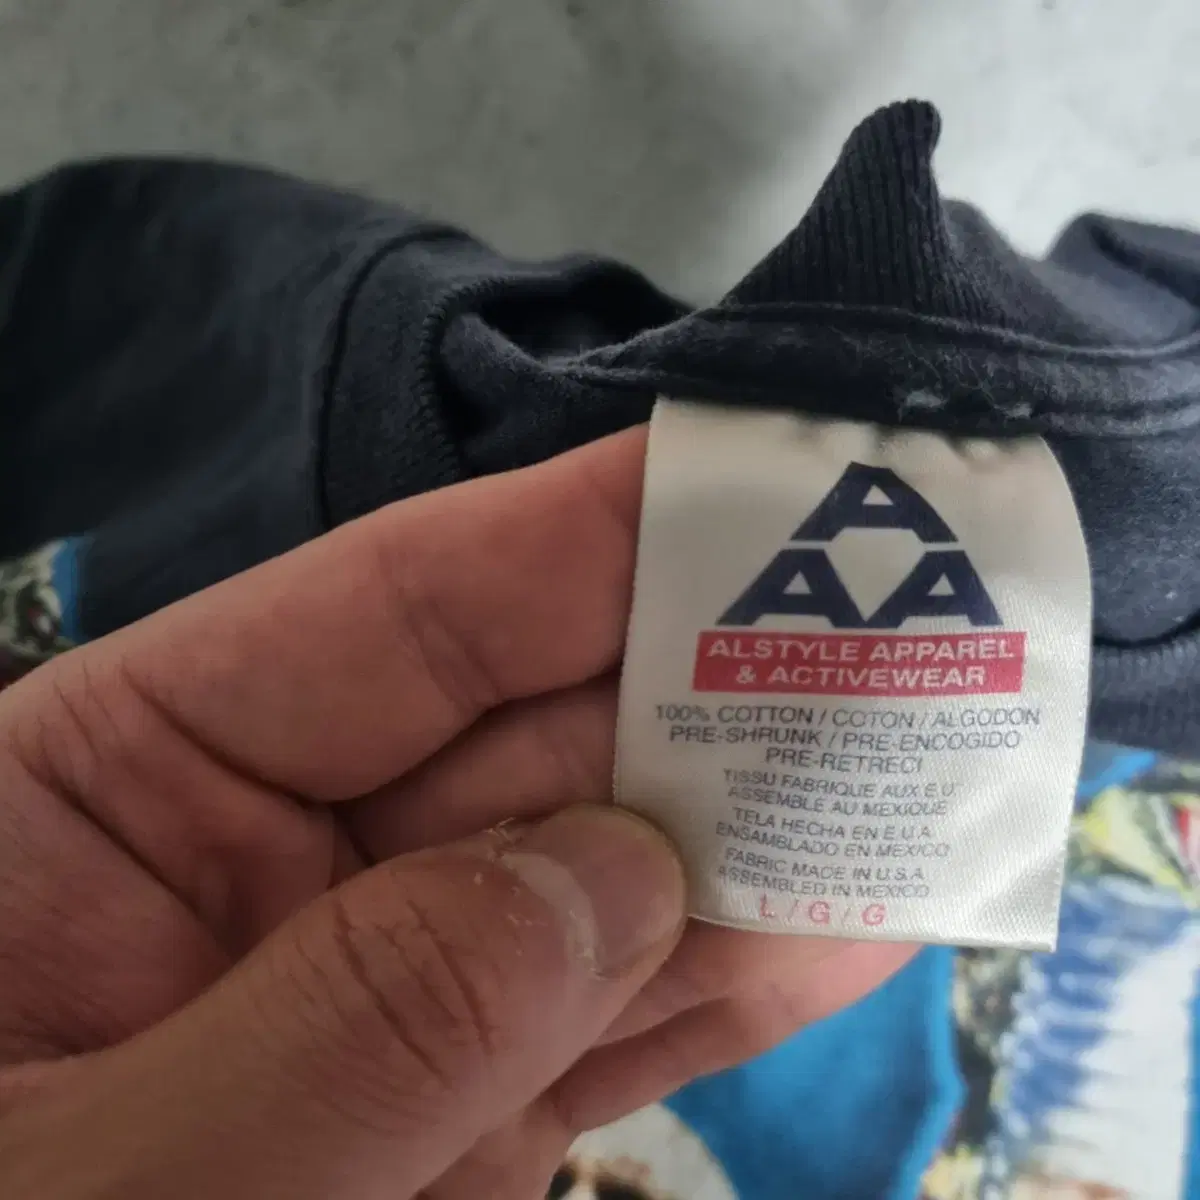 A
AA
ALSTYLE APPAREL
& ACTIVEWEAR
100% COTTON / COTON / ALGODON
PRE-SHRUNK / PRE-ENCOGIDO
PRE-RETRECI
TISSU FABRIQUE AUX E.U.
ASSEMBLE AU MEXIQUE
TELA HECHA EN E.U.A.
ENSAMBLADO EN MEXICO
FABRIC MADE IN U.S.A.
ASSEMBLED IN MEXICO
L / G / G